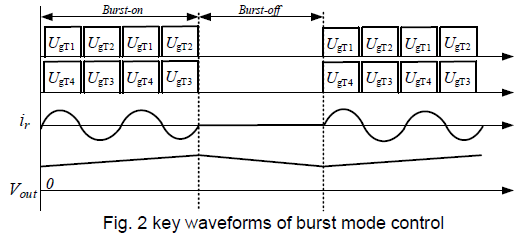 Burst-on Burst-off
UgT1 UgT2 UgT1 UgT2 UgT1 UgT2 UgT1 UgT2
UgT4 UgT3 UgT4 UgT3 UgT4 UgT3 UgT4 UgT3
ir
Vout 0
Fig. 2 key waveforms of burst mode control